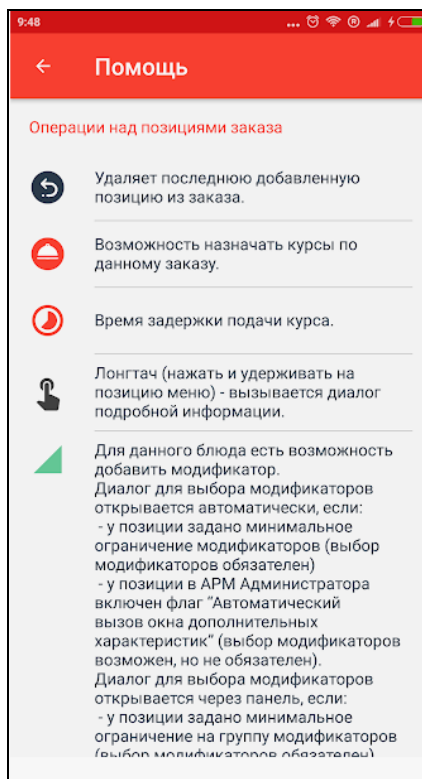 9:48
Помощь
Операции над позициями заказа
Удаляет последнюю добавленную
позицию из заказа.
Возможность назначать курсы по
данному заказу.
Время задержки подачи курса.
Лонгтач (нажать и удерживать на
позицию меню) - вызывается диалог
подробной информации.
Для данного блюда есть возможность
добавить модификатор.
Диалог для выбора модификаторов
открывается автоматически, если:
- у позиции задано минимальное
ограничение модификаторов (выбор
модификаторов обязателен)
- у позиции в АРМ Администратора
включен флаг “Автоматический
вызов окна дополнительных
характеристик“ (выбор модификаторов
возможен, но не обязателен).
Диалог для выбора модификаторов
открывается через панель, если:
- у позиции задано минимальное
ограничение на группу модификаторов
(выбор модификаторов обязателен)